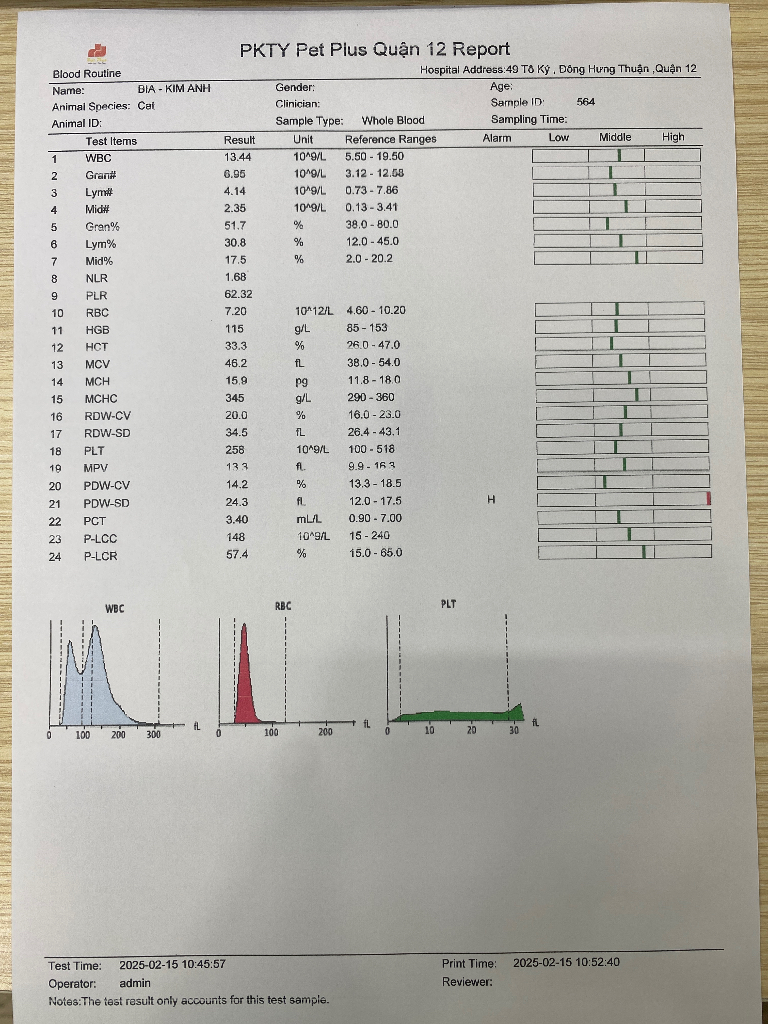 PKTY Pet Plus Quận 12 Report
Blood Routine
Hospital Address:49 Tô Ký , Đông Hưng Thuận ,Quận 12
Name: BIA - KIM ANH Gender: Age:
Animal Species: Cat Clinician: Sample ID: 564
Animal ID: Sample Type: Whole Blood Sampling Time:
Test Items Result Unit Reference Ranges Alarm Low Middle High
1 WBC 13.44 10^9/L 5.50 - 19.50
2 Gran# 6.95 10^9/L 3.12 - 12.58
3 Lym# 4.14 10^9/L 0.73 - 7.86
4 Mid# 2.35 10^9/L 0.13 - 3.41
5 Gran% 51.7 % 38.0 - 80.0
6 Lym% 30.8 % 12.0 - 45.0
7 Mid% 17.5 % 2.0 - 20.2
8 NLR 1.68
9 PLR 62.32
10 RBC 7.20 10^12/L 4.60 - 10.20
11 HGB 115 g/L 85 - 153
12 HCT 33.3 % 26.0 - 47.0
13 MCV 46.2 fL 38.0 - 54.0
14 MCH 15.9 pg 11.8 - 18.0
15 MCHC 345 g/L 290 - 360
16 RDW-CV 20.0 % 16.0 - 23.0
17 RDW-SD 34.5 fL 26.4 - 43.1
18 PLT 258 10^9/L 100 - 518
19 MPV 13.3 fL 9.9 - 16.3
20 PDW-CV 14.2 % 13.3 - 18.5
21 PDW-SD 24.3 fL 12.0 - 17.5 H
22 PCT 3.40 mL/L 0.90 - 7.00
23 P-LCC 148 10^9/L 15 - 240
24 P-LCR 57.4 % 15.0 - 65.0
WBC RBC PLT
0 100 200 300 fL 0 100 200 fL 0 10 20 30 fL
Test Time: 2025-02-15 10:45:57 Print Time: 2025-02-15 10:52:40
Operator: admin Reviewer:
Notes:The test result only accounts for this test sample.